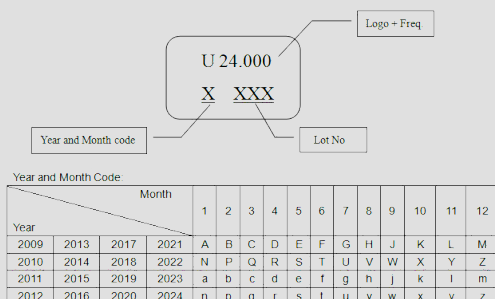 Logo + Freq
U 24.000
X XXX
Year and Month code
Lot No
Year and Month Code:
Month
Year
1 2 3 4 5 6 7 8 9 10 11 12
2009 2013 2017 2021 A B C D E F G H J K L M
2010 2014 2018 2022 N P Q R S T U V W X Y Z
2011 2015 2019 2023 a b c d e f g h j k l m
2012 2016 2020 2024 n p q r s t u v w x y z